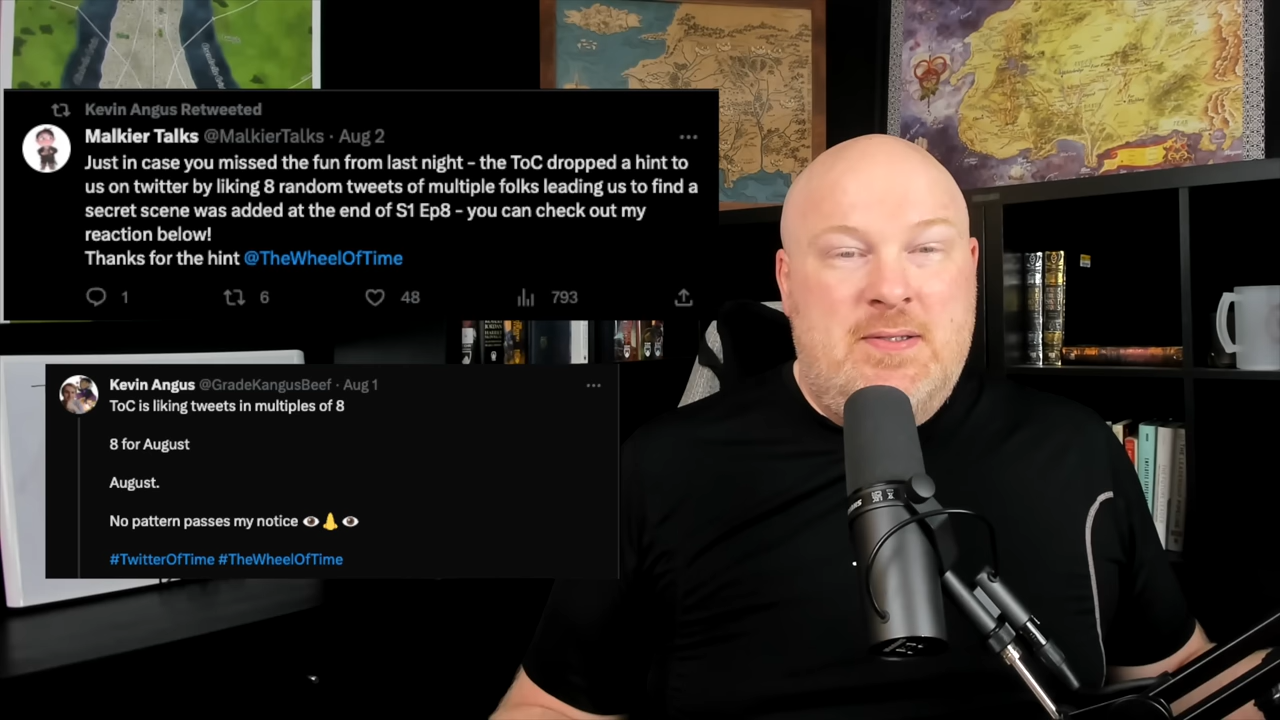 Kevin Angus Retweeted
Malkier Talks @MalkierTalks · Aug 2
Just in case you missed the fun from last night - the ToC dropped a hint to
us on twitter by liking 8 random tweets of multiple folks leading us to find a
secret scene was added at the end of S1 Ep8 - you can check out my
reaction below!
Thanks for the hint @TheWheelOfTime
1 6 48 793
Kevin Angus @GradeKangusBeef · Aug 1
ToC is liking tweets in multiples of 8
8 for August
August.
No pattern passes my notice 👁️👃👁️
#TwitterOfTime #TheWheelOfTime